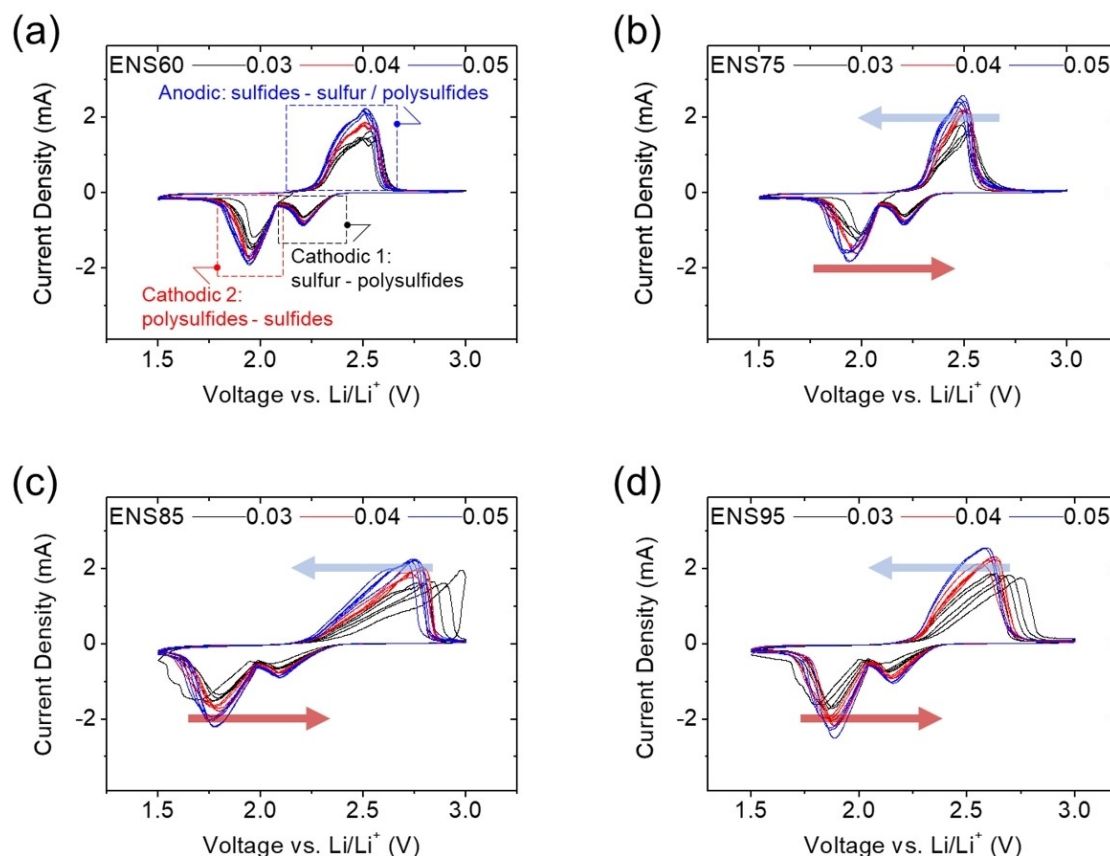 (a)
ENS60 0.03 0.04 0.05
Anodic: sulfides - sulfur / polysulfides
Cathodic 1:
sulfur - polysulfides
Cathodic 2:
polysulfides - sulfides
Current Density (mA)
2
0
-2
1.5 2.0 2.5 3.0
Voltage vs. Li/Li⁺ (V)
(b)
ENS75 0.03 0.04 0.05
Current Density (mA)
2
0
-2
1.5 2.0 2.5 3.0
Voltage vs. Li/Li⁺ (V)
(c)
ENS85 0.03 0.04 0.05
Current Density (mA)
2
0
-2
1.5 2.0 2.5 3.0
Voltage vs. Li/Li⁺ (V)
(d)
ENS95 0.03 0.04 0.05
Current Density (mA)
2
0
-2
1.5 2.0 2.5 3.0
Voltage vs. Li/Li⁺ (V)